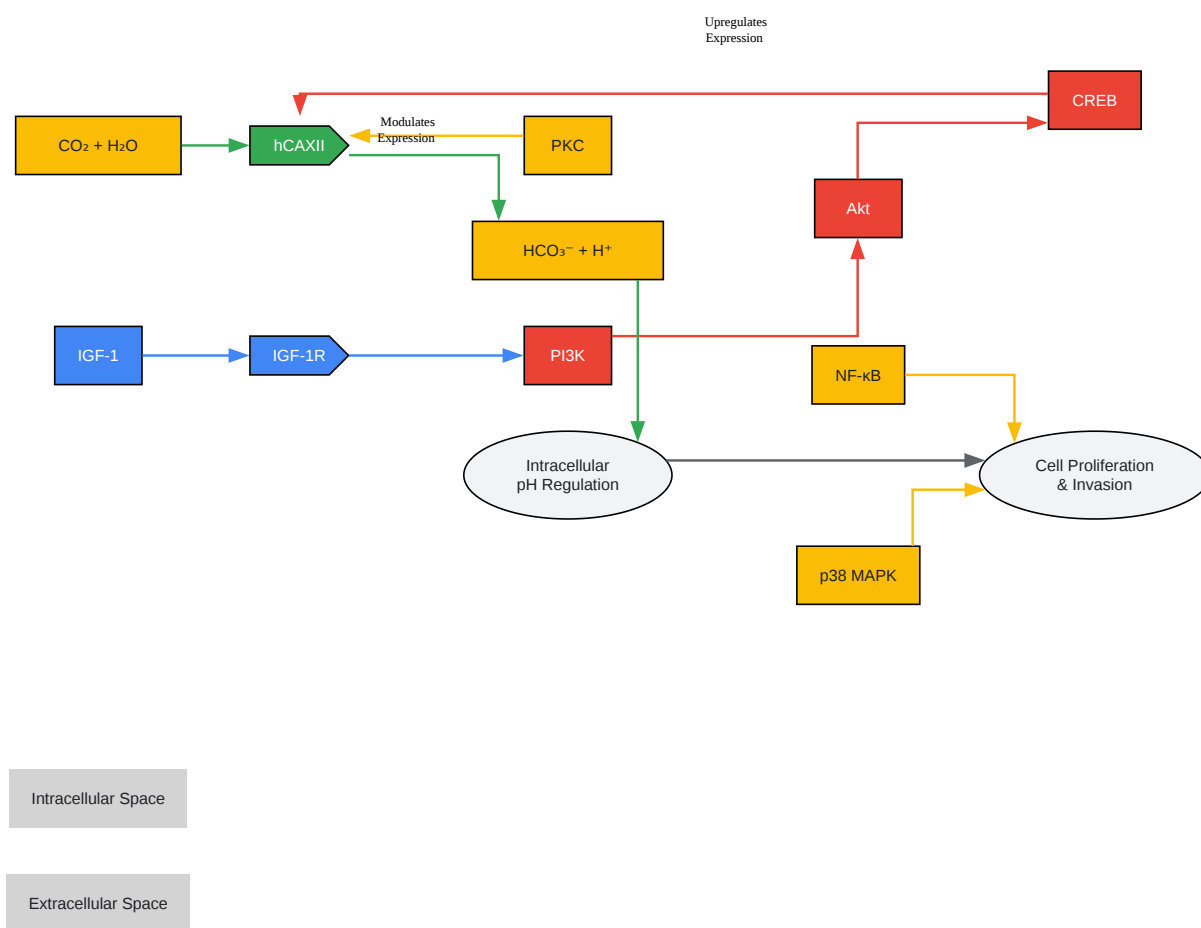 Upregulates
Expression
CREB
CO₂ + H₂O
hCAXII
Modulates
Expression
PKC
Akt
HCO₃⁻ + H⁺
IGF-1
IGF-1R
PI3K
NF-κB
Intracellular
pH Regulation
Cell Proliferation
& Invasion
p38 MAPK
Intracellular Space
Extracellular Space